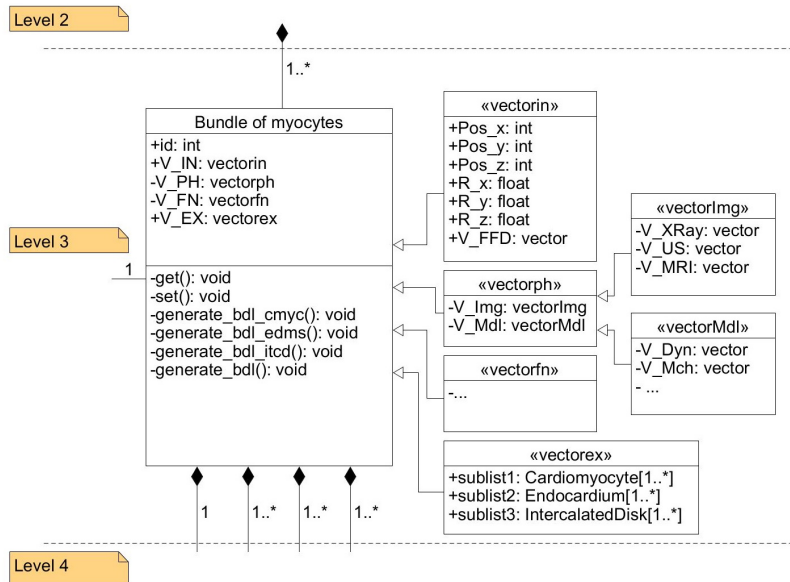 Level 2
1..*
Bundle of myocytes
+id: int
+V_IN: vectorin
-V_PH: vectorph
-V_FN: vectorfn
+V_EX: vectorex
-get(): void
-set(): void
-generate_bdl_cmyc(): void
-generate_bdl_edms(): void
-generate_bdl_itcd(): void
-generate_bdl(): void
Level 3
1
«vectorin»
+Pos_x: int
+Pos_y: int
+Pos_z: int
+R_x: float
+R_y: float
+R_z: float
+V_FFD: vector
«vectorph»
-V_Img: vectorImg
-V_Mdl: vectorMdl
«vectorImg»
-V_XRay: vector
-V_US: vector
-V_MRI: vector
«vectorMdl»
-V_Dyn: vector
-V_Mch: vector
- ...
«vectorfn»
-...
«vectorex»
+sublist1: Cardiomyocyte[1..*]
+sublist2: Endocardium[1..*]
+sublist3: IntercalatedDisk[1..*]
1 1..* 1..* 1..*
Level 4